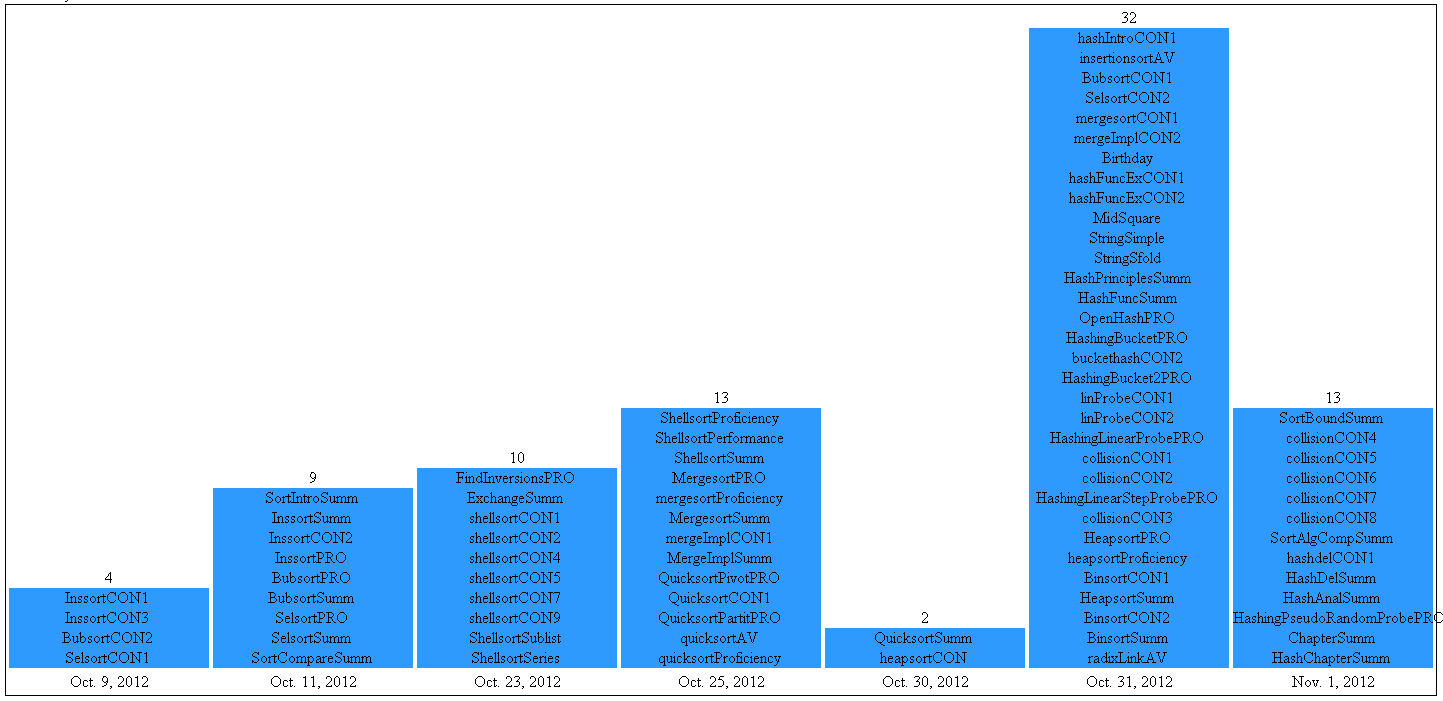 4
InssortCON1
InssortCON3
BubsortCON2
SelsortCON1
Oct. 9, 2012
9
SortIntroSumm
InssortSumm
InssortCON2
InssortPRO
BubsortPRO
BubsortSumm
SelsortPRO
SelsortSumm
SortCompareSumm
Oct. 11, 2012
10
FindInversionsPRO
ExchangeSumm
shellsortCON1
shellsortCON2
shellsortCON4
shellsortCON5
shellsortCON7
shellsortCON9
ShellsortSublist
ShellsortSeries
Oct. 23, 2012
13
ShellsortProficiency
ShellsortPerformance
ShellsortSumm
MergesortPRO
mergesortProficiency
MergesortSumm
mergeImplCON1
MergeImplSumm
QuicksortPivotPRO
QuicksortCON1
QuicksortPartitPRO
quicksortAV
quicksortProficiency
Oct. 25, 2012
2
QuicksortSumm
heapsortCON
Oct. 30, 2012
32
hashIntroCON1
insertionsortAV
BubsortCON1
SelsortCON2
mergesortCON1
mergeImplCON2
Birthday
hashFuncExCON1
hashFuncExCON2
MidSquare
StringSimple
StringSfold
HashPrinciplesSumm
HashFuncSumm
OpenHashPRO
HashingBucketPRO
buckethashCON2
HashingBucket2PRO
linProbeCON1
linProbeCON2
HashingLinearProbePRO
collisionCON1
collisionCON2
HashingLinearStepProbePRO
collisionCON3
HeapsortPRO
heapsortProficiency
BinsortCON1
HeapsortSumm
BinsortCON2
BinsortSumm
radixLinkAV
Oct. 31, 2012
13
SortBoundSumm
collisionCON4
collisionCON5
collisionCON6
collisionCON7
collisionCON8
SortAlgCompSumm
hashdelCON1
HashDelSumm
HashAnalSumm
HashingPseudoRandomProbePRO
ChapterSumm
HashChapterSumm
Nov. 1, 2012